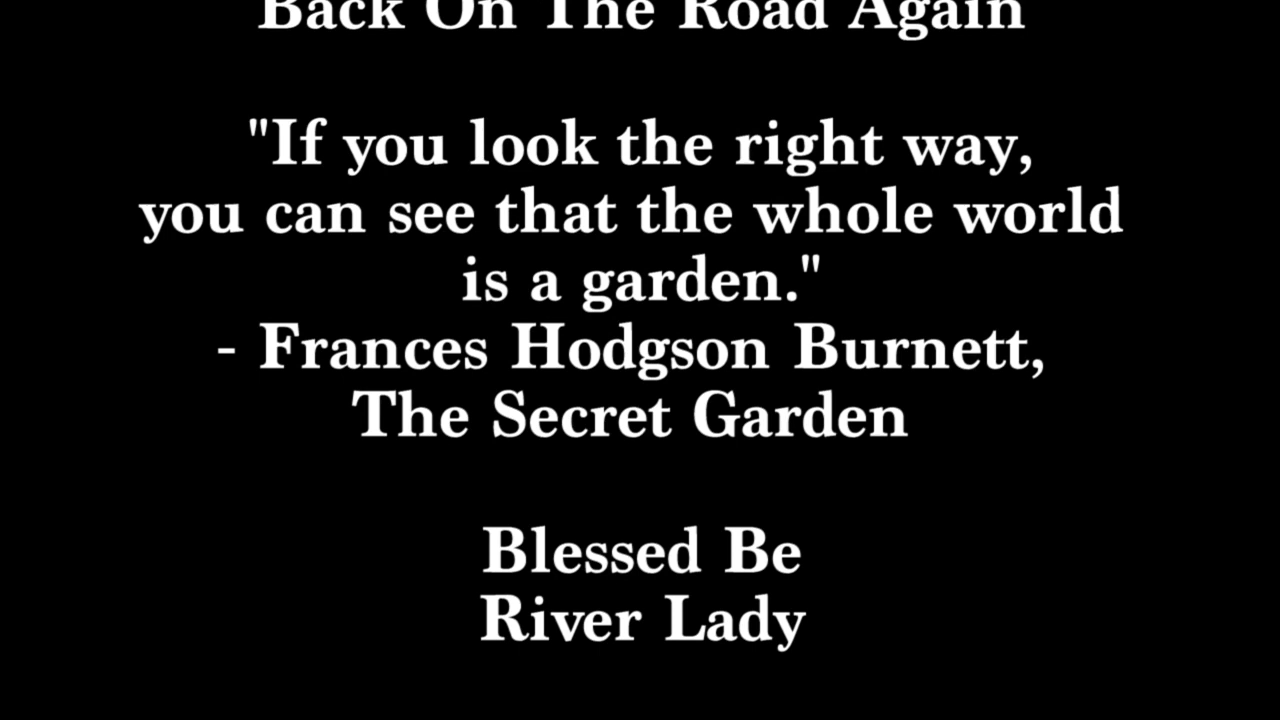 Back On The Road Again
"If you look the right way,
you can see that the whole world
is a garden."
- Frances Hodgson Burnett,
The Secret Garden
Blessed Be
River Lady